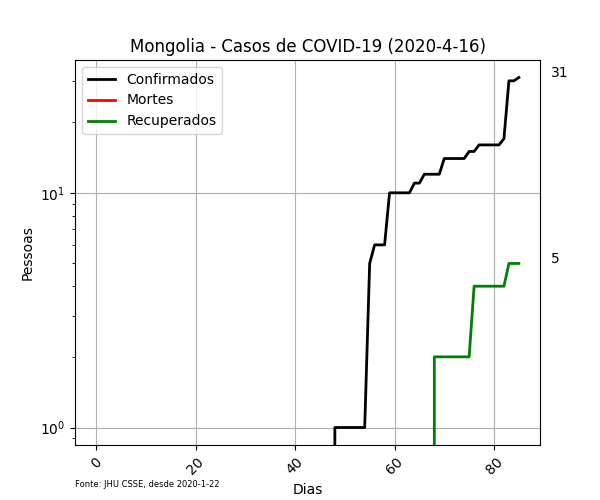 Mongolia - Casos de COVID-19 (2020-4-16)
Confirmados
Mortes
Recuperados
31
5
10¹
10⁰
Pessoas
0
20
40
60
80
Dias
Fonte: JHU CSSE, desde 2020-1-22